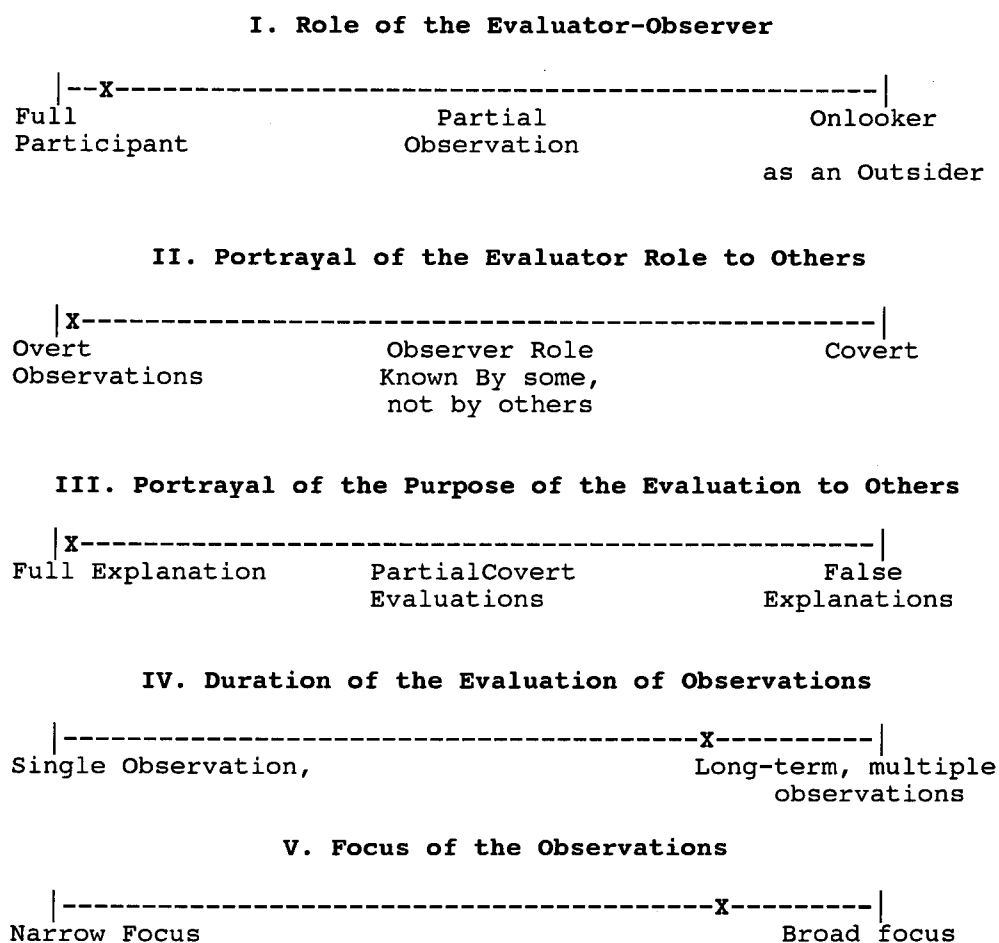 I. Role of the Evaluator-Observer
|--X------------------------------------------------|
Full Partial Onlooker
Participant Observation
as an Outsider
II. Portrayal of the Evaluator Role to Others
|X--------------------------------------------------|
Overt Observer Role Covert
Observations Known By some,
not by others
III. Portrayal of the Purpose of the Evaluation to Others
|X--------------------------------------------------|
Full Explanation PartialCovert False
Evaluations Explanations
IV. Duration of the Evaluation of Observations
|----------------------------------------X----------|
Single Observation, Long-term, multiple
observations
V. Focus of the Observations
|-----------------------------------------X---------|
Narrow Focus Broad focus